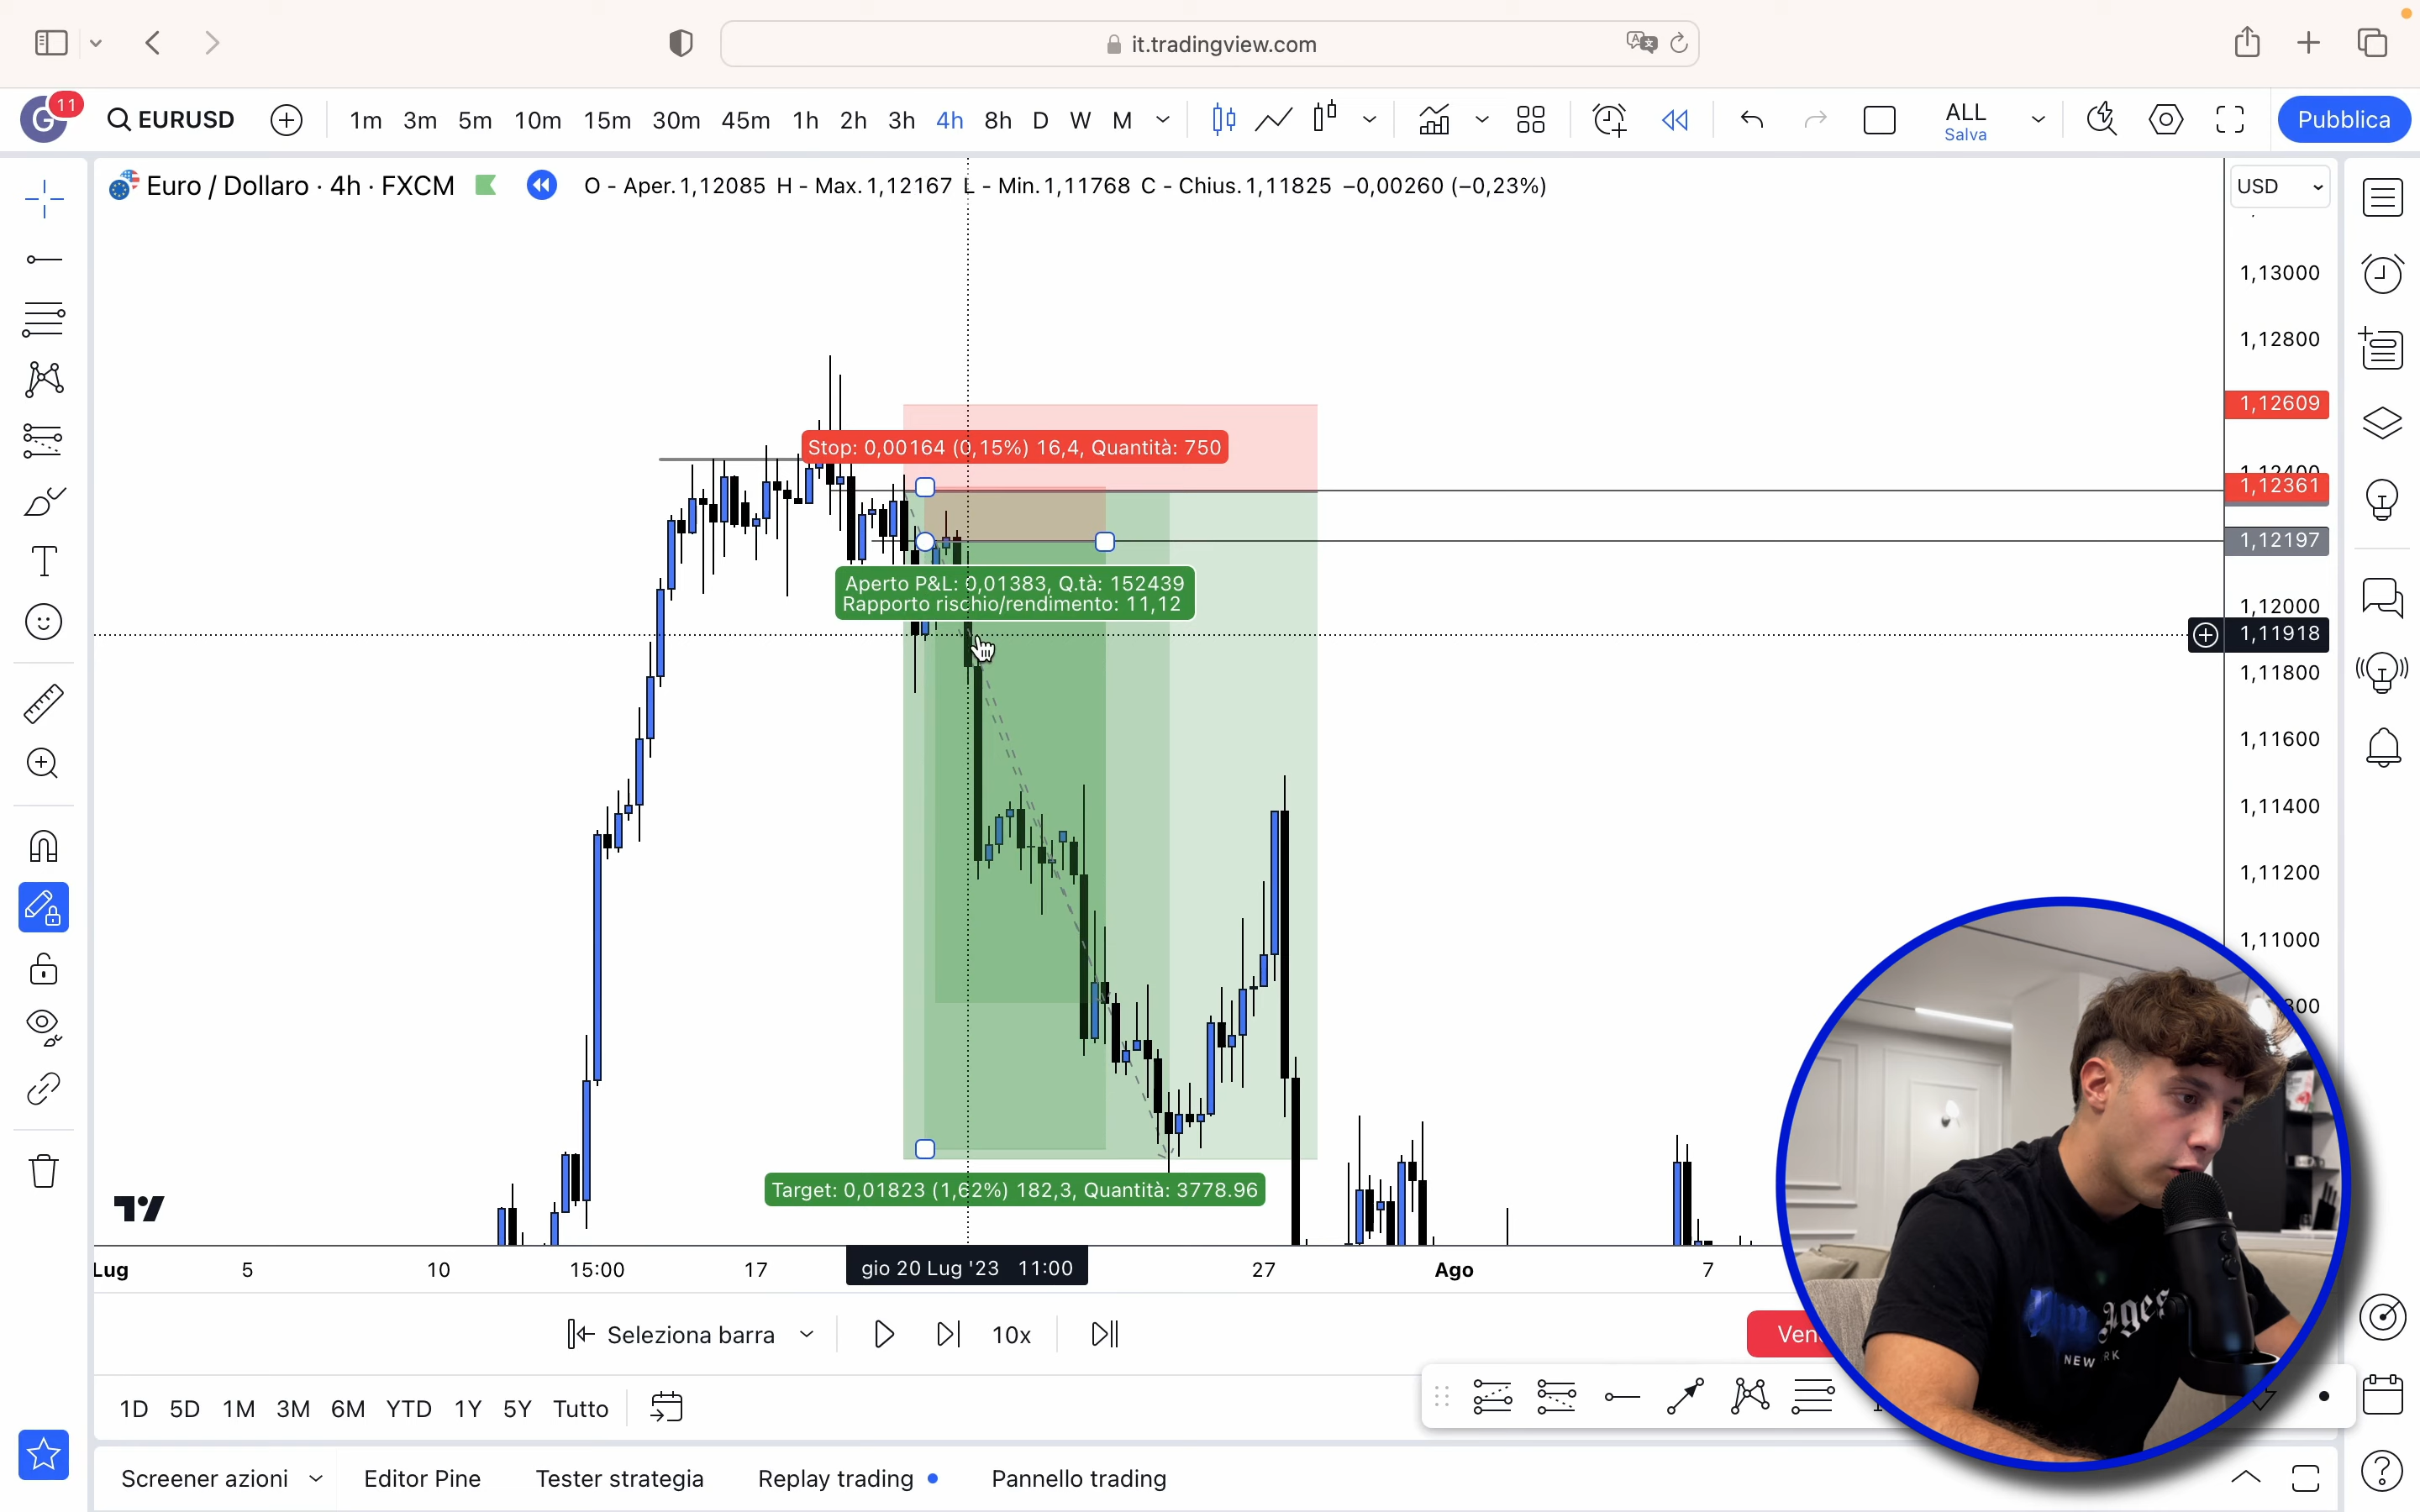 it.tradingview.com
G 11 EURUSD 1m 3m 5m 10m 15m 30m 45m 1h 2h 3h 4h 8h D W M ALL Salva Pubblica
Euro / Dollaro · 4h · FXCM O - Aper. 1,12085 H - Max. 1,12167 L - Min. 1,11768 C - Chius. 1,11825 −0,00260 (−0,23%) USD
1,13000
1,12800
1,12609
Stop: 0,00164 (0,15%) 16,4, Quantità: 750
1,12400
1,12361
1,12197
Aperto P&L: 0,01383, Q.tà: 152439
Rapporto rischio/rendimento: 11,12
1,12000
1,11918
1,11800
1,11600
1,11400
1,11200
1,11000
Target: 0,01823 (1,62%) 182,3, Quantità: 3778.96
Lug 5 10 15:00 17 gio 20 Lug '23 11:00 27 Ago 7
Seleziona barra 10x
NEW
1D 5D 1M 3M 6M YTD 1Y 5Y Tutto
Screener azioni Editor Pine Tester strategia Replay trading Pannello trading